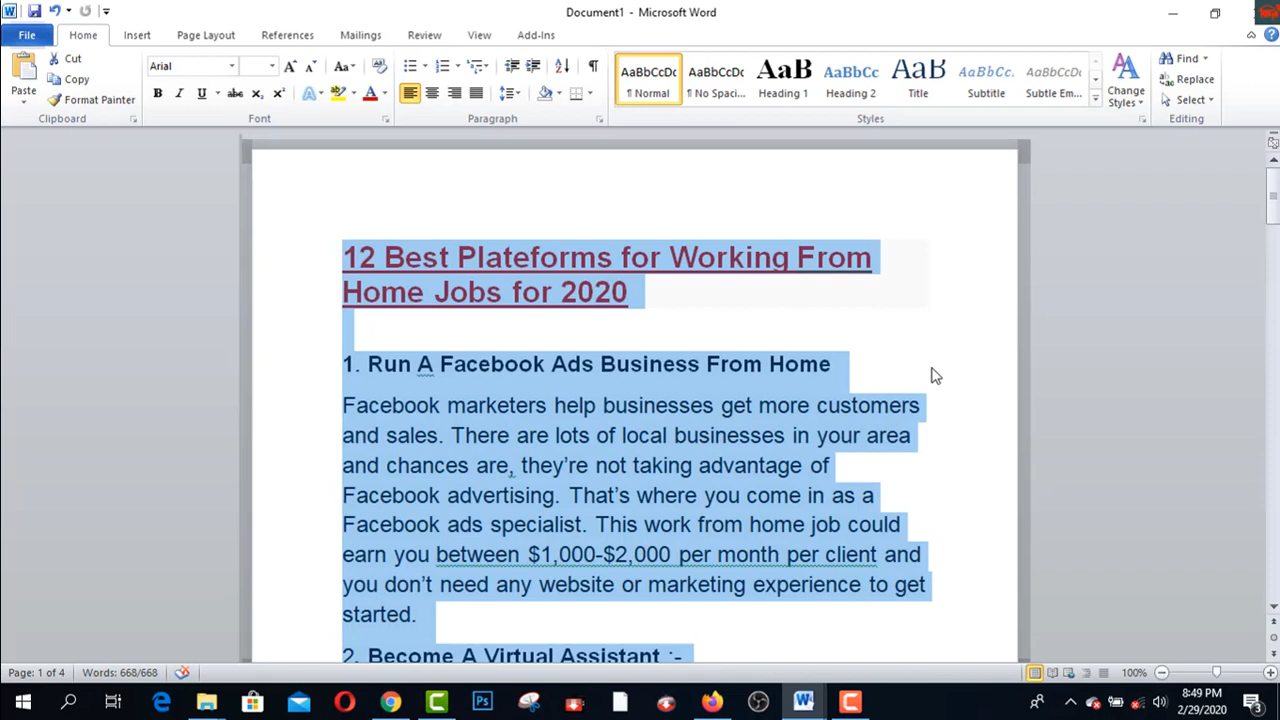 Document1 - Microsoft Word
File Home Insert Page Layout References Mailings Review View Add-Ins
Paste
Cut
Copy
Format Painter
Clipboard
Arial
Font
Paragraph
AaBbCcDc
¶ Normal
AaBbCcDc
¶ No Spaci...
AaB
Heading 1
AaBbCc
Heading 2
AaB
Title
AaBbCc.
Subtitle
AaBbCcDc
Subtle Em...
Change
Styles
Styles
Find
Replace
Select
Editing
12 Best Plateforms for Working From
Home Jobs for 2020
1. Run A Facebook Ads Business From Home
Facebook marketers help businesses get more customers
and sales. There are lots of local businesses in your area
and chances are, they’re not taking advantage of
Facebook advertising. That’s where you come in as a
Facebook ads specialist. This work from home job could
earn you between $1,000-$2,000 per month per client and
you don’t need any website or marketing experience to get
started.
2. Become A Virtual Assistant :-
Page: 1 of 4 Words: 668/668 100%
8:49 PM
2/29/2020